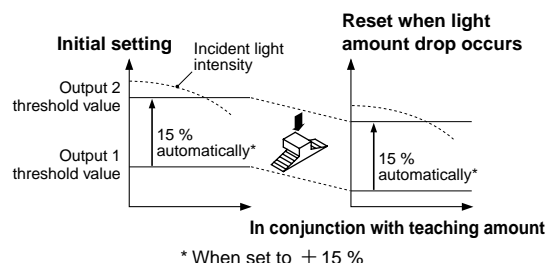 Initial setting
Incident light
intensity
Output 2
threshold value
15 %
automatically*
Output 1
threshold value
Reset when light
amount drop occurs
15 %
automatically*
In conjunction with teaching amount
* When set to + 15 %